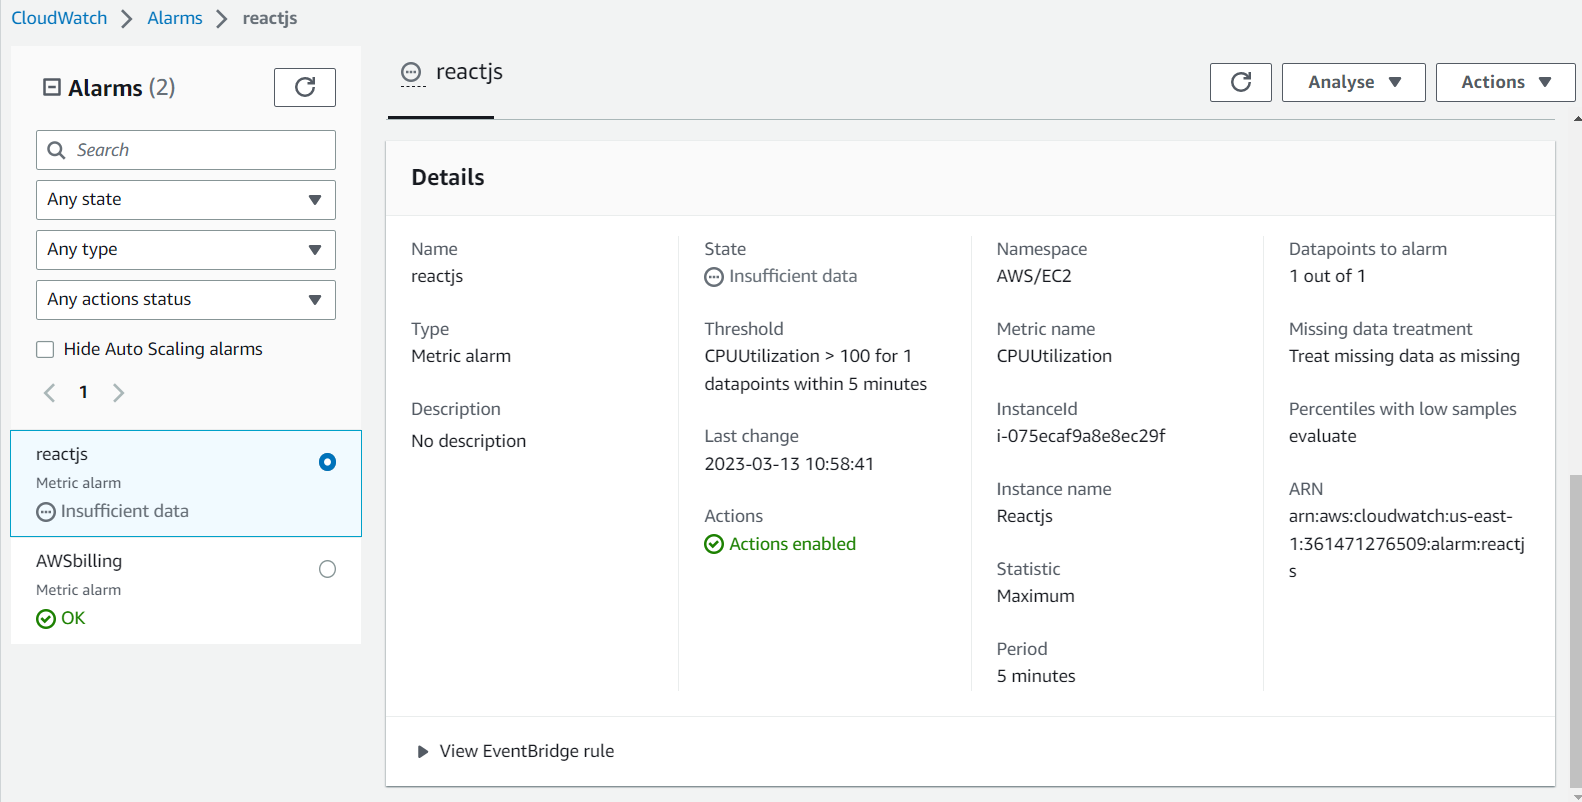 CloudWatch > Alarms > reactjs
Alarms (2)
Search
Any state
Any type
Any actions status
Hide Auto Scaling alarms
1
reactjs
Metric alarm
Insufficient data
AWSbilling
Metric alarm
OK
reactjs
Analyse
Actions
Details
Name
reactjs
Type
Metric alarm
Description
No description
State
Insufficient data
Threshold
CPUUtilization > 100 for 1
datapoints within 5 minutes
Last change
2023-03-13 10:58:41
Actions
Actions enabled
Namespace
AWS/EC2
Metric name
CPUUtilization
InstanceId
i-075ecaf9a8e8ec29f
Instance name
Reactjs
Statistic
Maximum
Period
5 minutes
Datapoints to alarm
1 out of 1
Missing data treatment
Treat missing data as missing
Percentiles with low samples
evaluate
ARN
arn:aws:cloudwatch:us-east-
1:361471276509:alarm:reactj
s
View EventBridge rule